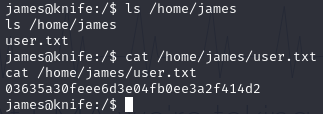 james@knife:/$ ls /home/james
ls /home/james
user.txt
james@knife:/$ cat /home/james/user.txt
cat /home/james/user.txt
03635a30feee6d3e04fb0ee3a2f414d2
james@knife:/$